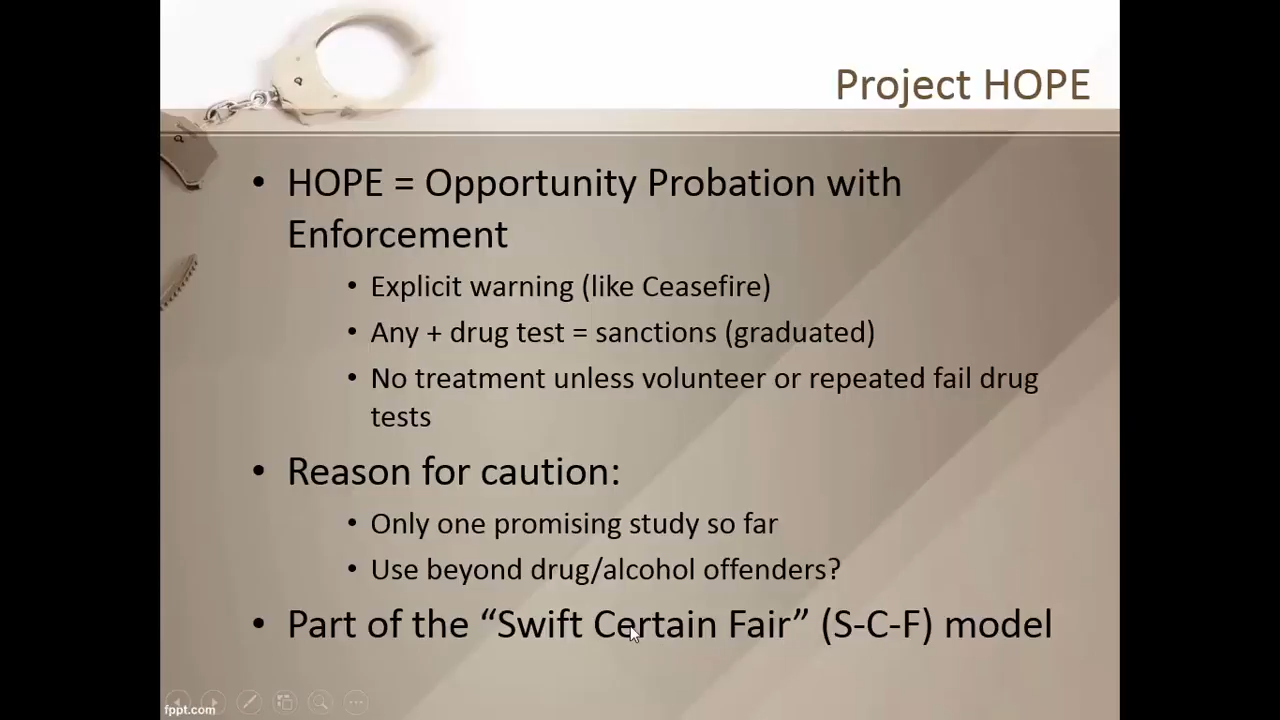 Project HOPE
• HOPE = Opportunity Probation with
Enforcement
• Explicit warning (like Ceasefire)
• Any + drug test = sanctions (graduated)
• No treatment unless volunteer or repeated fail drug
tests
• Reason for caution:
• Only one promising study so far
• Use beyond drug/alcohol offenders?
• Part of the “Swift Certain Fair” (S-C-F) model
fppt.com